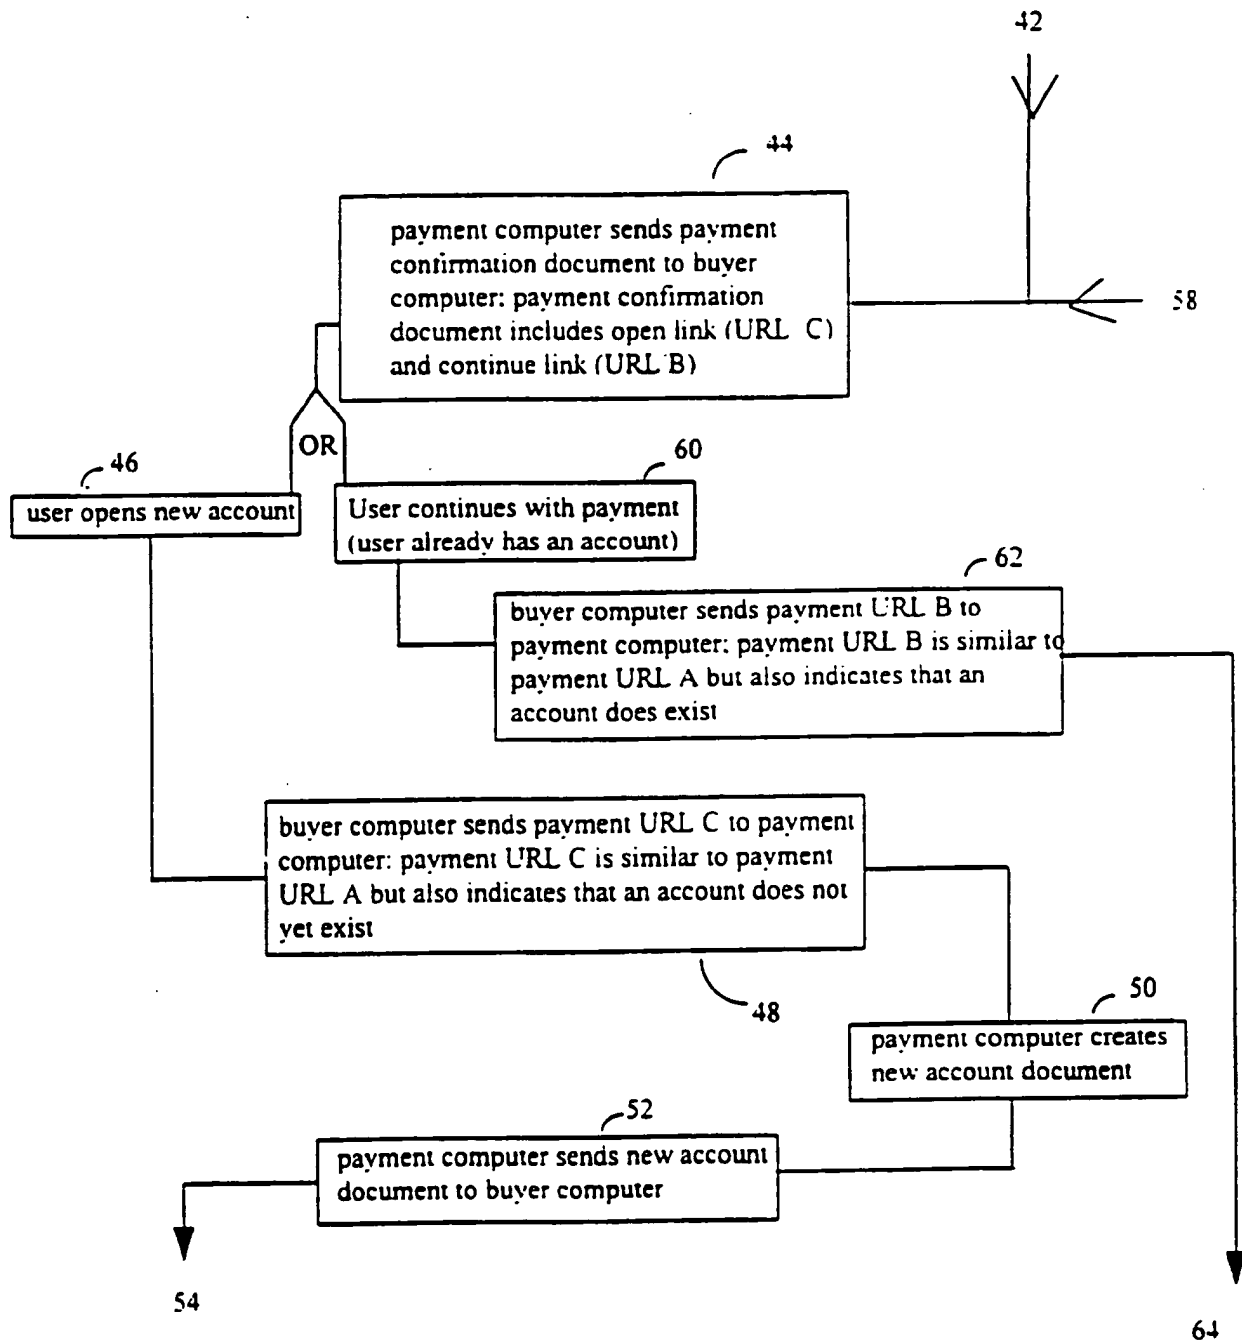 42
44
payment computer sends payment
confirmation document to buyer
computer: payment confirmation
document includes open link (URL C)
and continue link (URL B)
58
OR
46
user opens new account
60
User continues with payment
(user already has an account)
62
buyer computer sends payment URL B to
payment computer: payment URL B is similar to
payment URL A but also indicates that an
account does exist
buyer computer sends payment URL C to payment
computer: payment URL C is similar to payment
URL A but also indicates that an account does not
yet exist
48
50
payment computer creates
new account document
52
payment computer sends new account
document to buyer computer
54
64